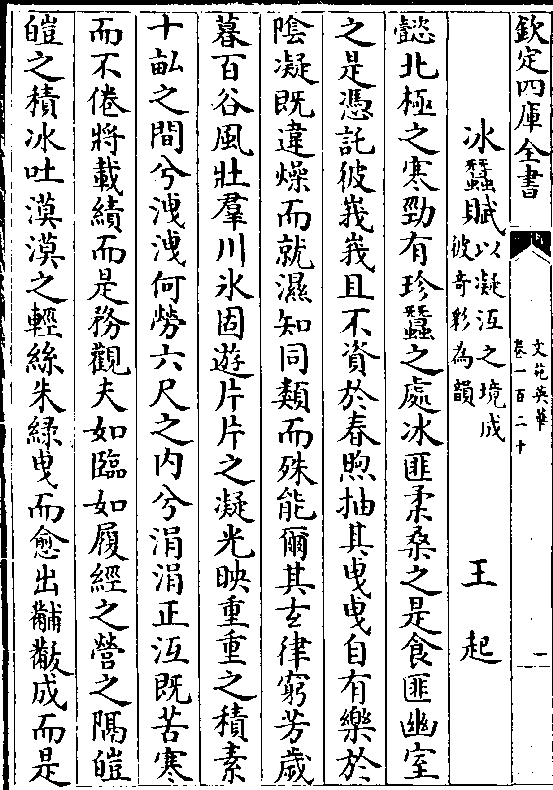 欽定四庫全書
文苑英華
卷一百二十
一
冰蠶賦以凝沍之境成彼奇彩為韻 王起
懿北極之寒勁有珍蠶之處冰匪柔桑之是食匪幽室
之是憑託彼峩峩且不資於春煦抽其曳曳自有樂於
陰凝既違燥而就濕知同類而殊能爾其玄律窮芳歲
暮百谷風壯羣川氷固遊片片之凝光映重重之積素
十畝之間兮洩洩何勞六尺之内兮涓涓正沍既苦寒
而不倦將載績而是務觀夫如臨如履經之營之隔皚
皚之積冰吐漠漠之輕絲朱緑曳而愈出黼黻成而是